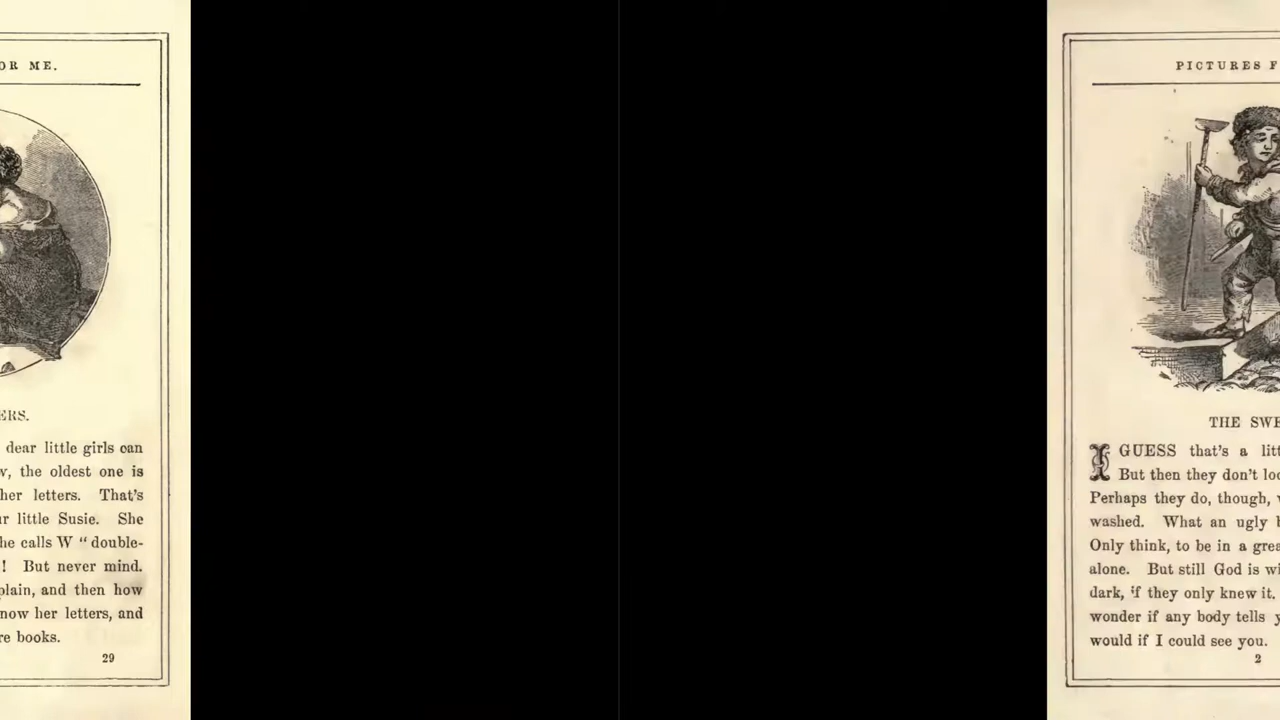 OR ME.
ERS.
dear little girls can
w, the oldest one is
her letters. That's
ur little Susie. She
he calls W “ double-
! But never mind.
plain, and then how
now her letters, and
re books.
29
PICTURES F
THE SWE
I GUESS that's a litt
But then they don't loo
Perhaps they do, though, w
washed. What an ugly b
Only think, to be in a grea
alone. But still God is wi
dark, if they only knew it.
wonder if any body tells y
would if I could see you.
2